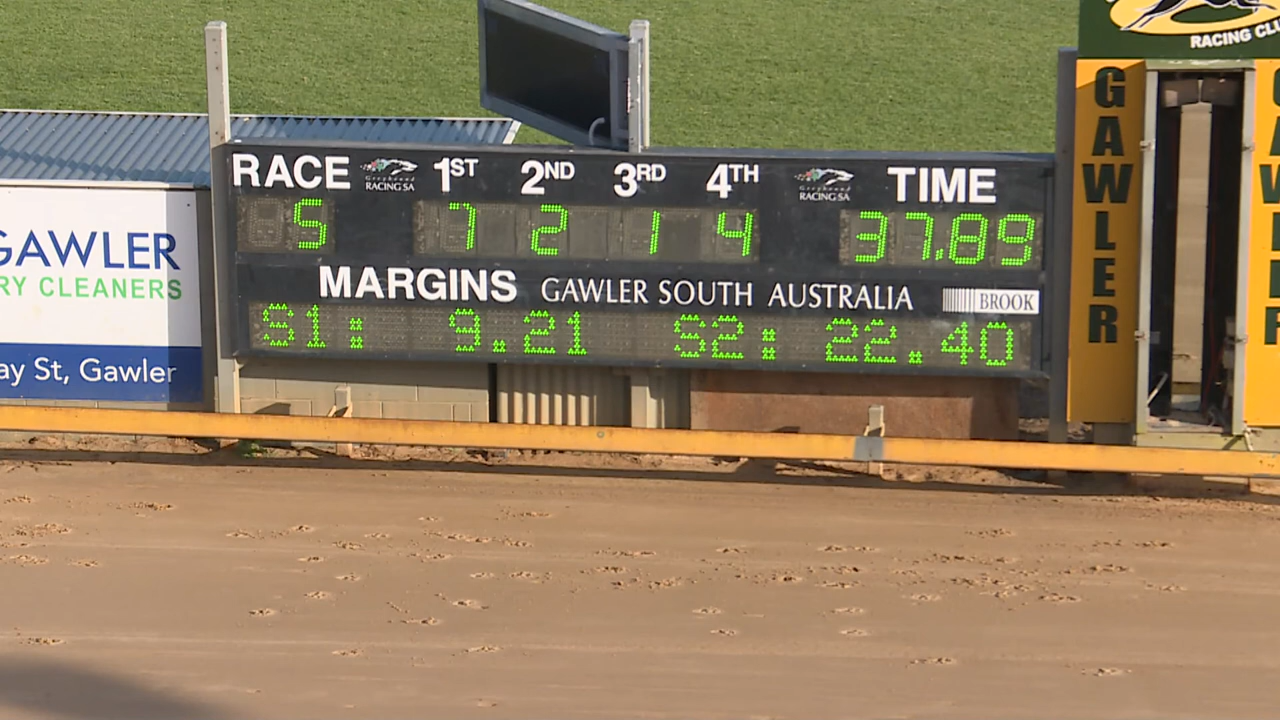 RACING CLU
GAWLER
GAWLER
RACE 1ST 2ND 3RD 4TH TIME
Greyhound RACING SA
Greyhound RACING SA
5 7 2 1 4 37.89
MARGINS GAWLER SOUTH AUSTRALIA BROOK
S1: 9.21 S2: 22.40
GAWLER
RY CLEANERS
ay St, Gawler